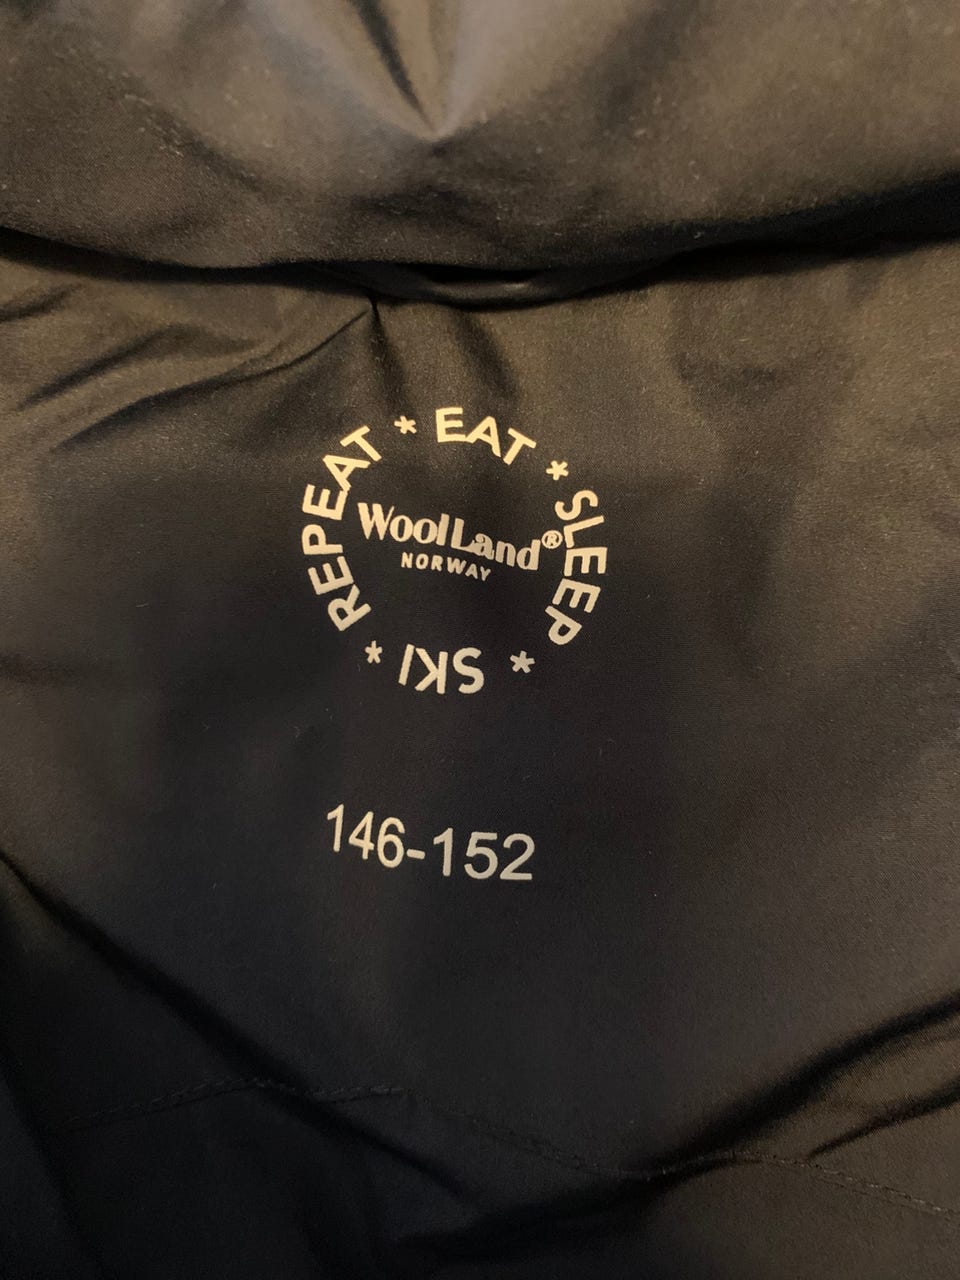 * EAT * SLEEP * SKI * REPEAT
WoolLand®
NORWAY
146-152